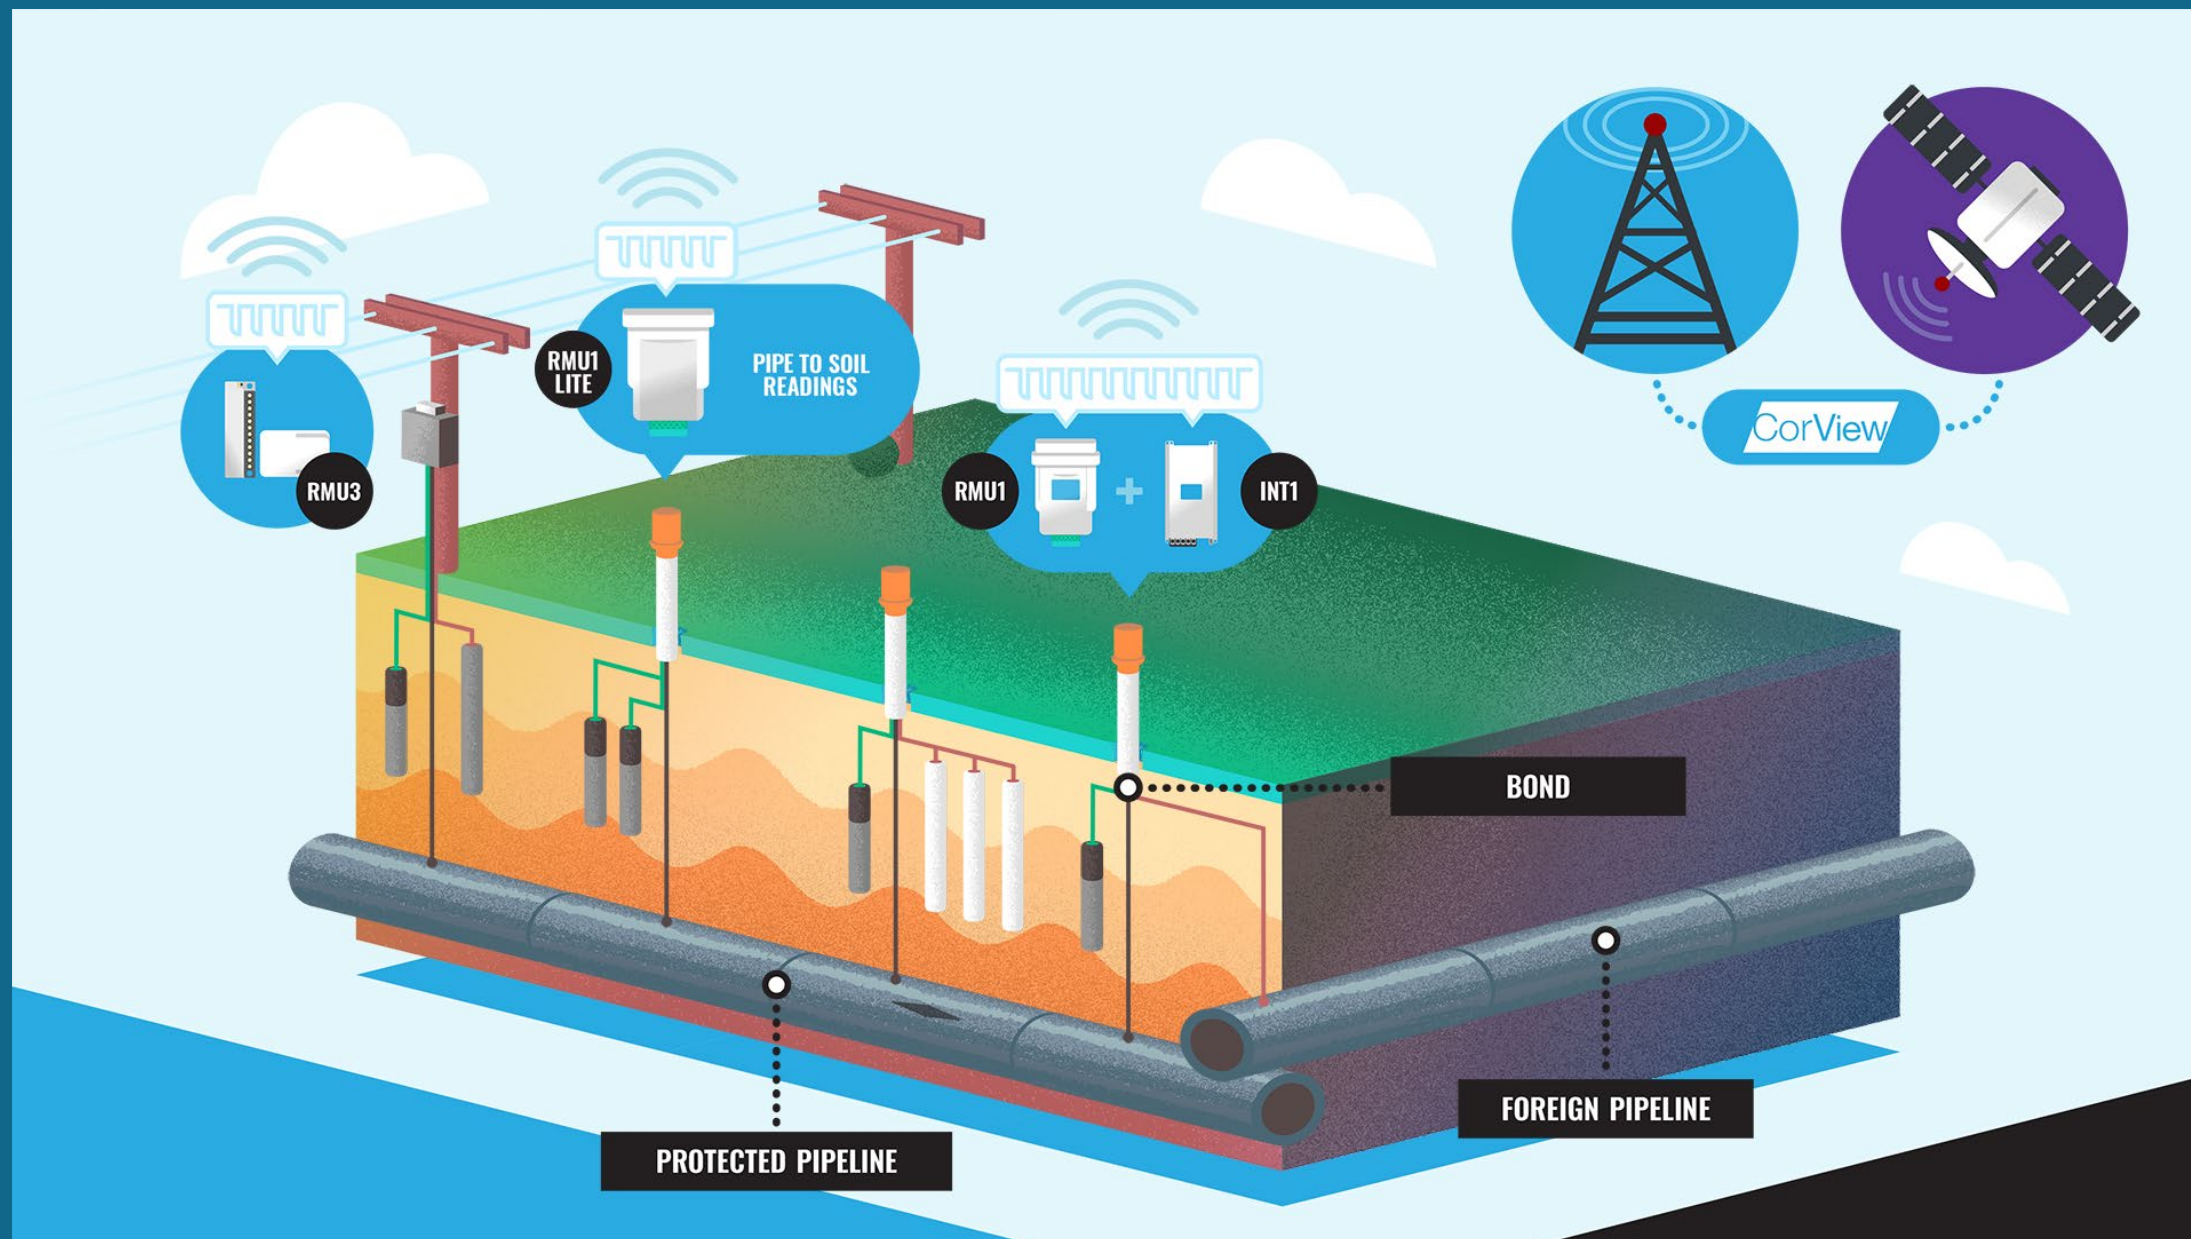 RMU3
RMU1
LITE
PIPE TO SOIL
READINGS
RMU1
INT1
CorView
BOND
FOREIGN PIPELINE
PROTECTED PIPELINE